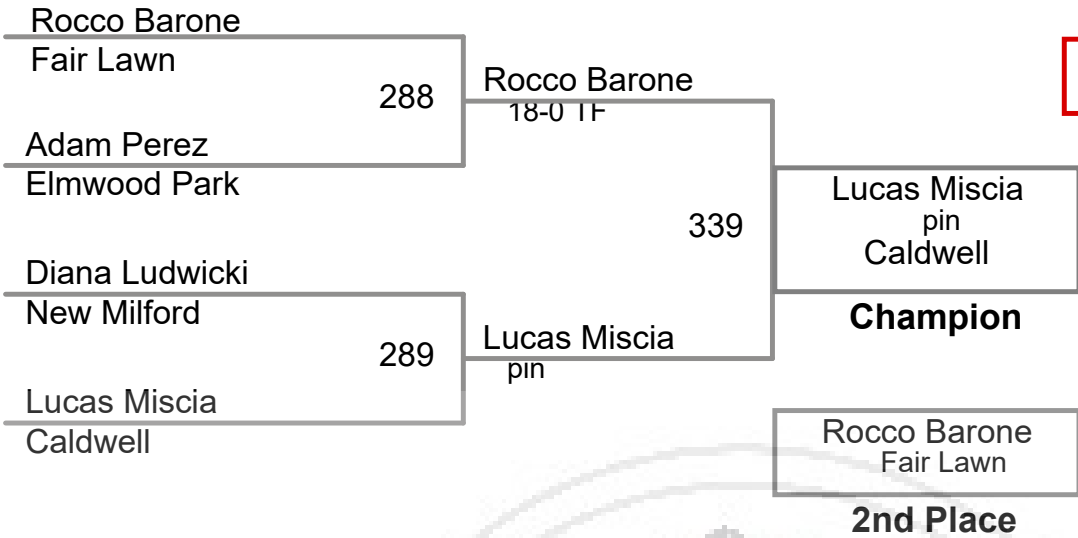 Rocco Barone
Fair Lawn
288
Adam Perez
Elmwood Park
Rocco Barone
18-0 TF
Diana Ludwicki
New Milford
289
Lucas Miscia
Caldwell
Lucas Miscia
pin
339
Lucas Miscia
pin
Caldwell
Champion
Rocco Barone
Fair Lawn
2nd Place